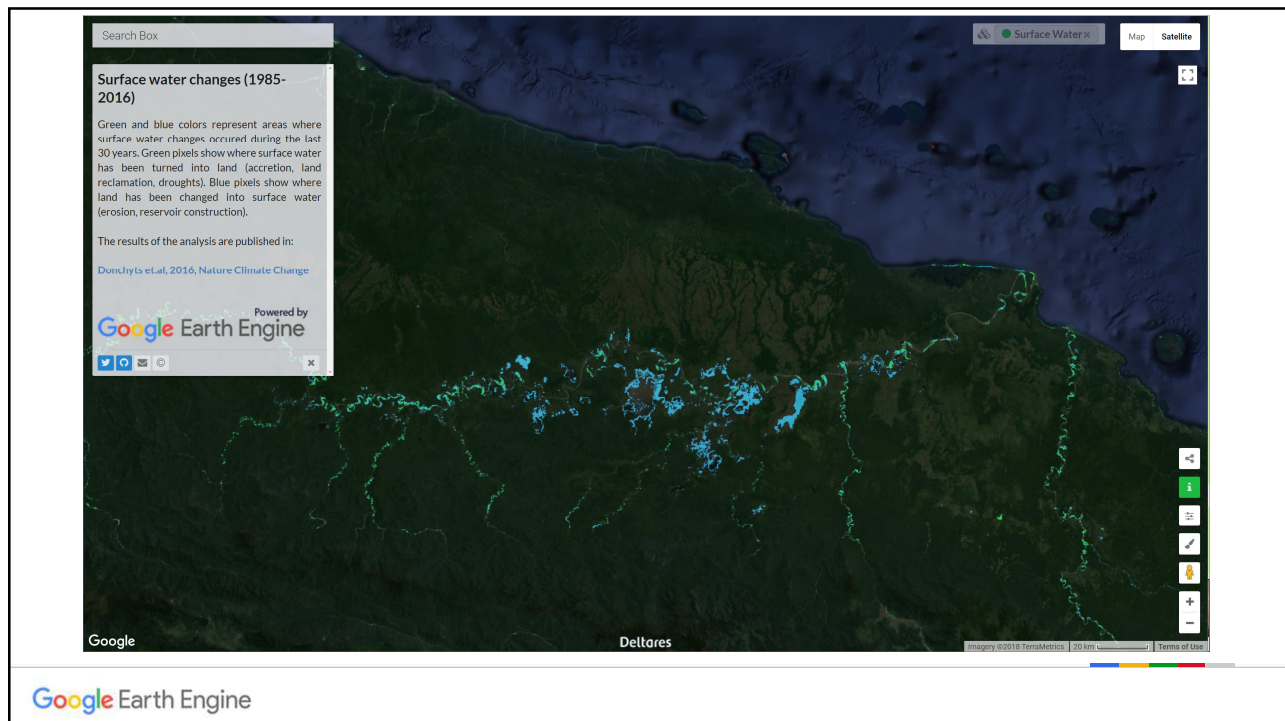 Search Box
Surface Water ×
Map
Satellite
Surface water changes (1985-
2016)
Green and blue colors represent areas where
surface water changes occured during the last
30 years. Green pixels show where surface water
has been turned into land (accretion, land
reclamation, droughts). Blue pixels show where
land has been changed into surface water
(erosion, reservoir construction).
The results of the analysis are published in:
Donchyts et.al, 2016, Nature Climate Change
Powered by
Google Earth Engine
Google
Deltares
Imagery ©2018 TerraMetrics
20 km
Terms of Use
Google Earth Engine